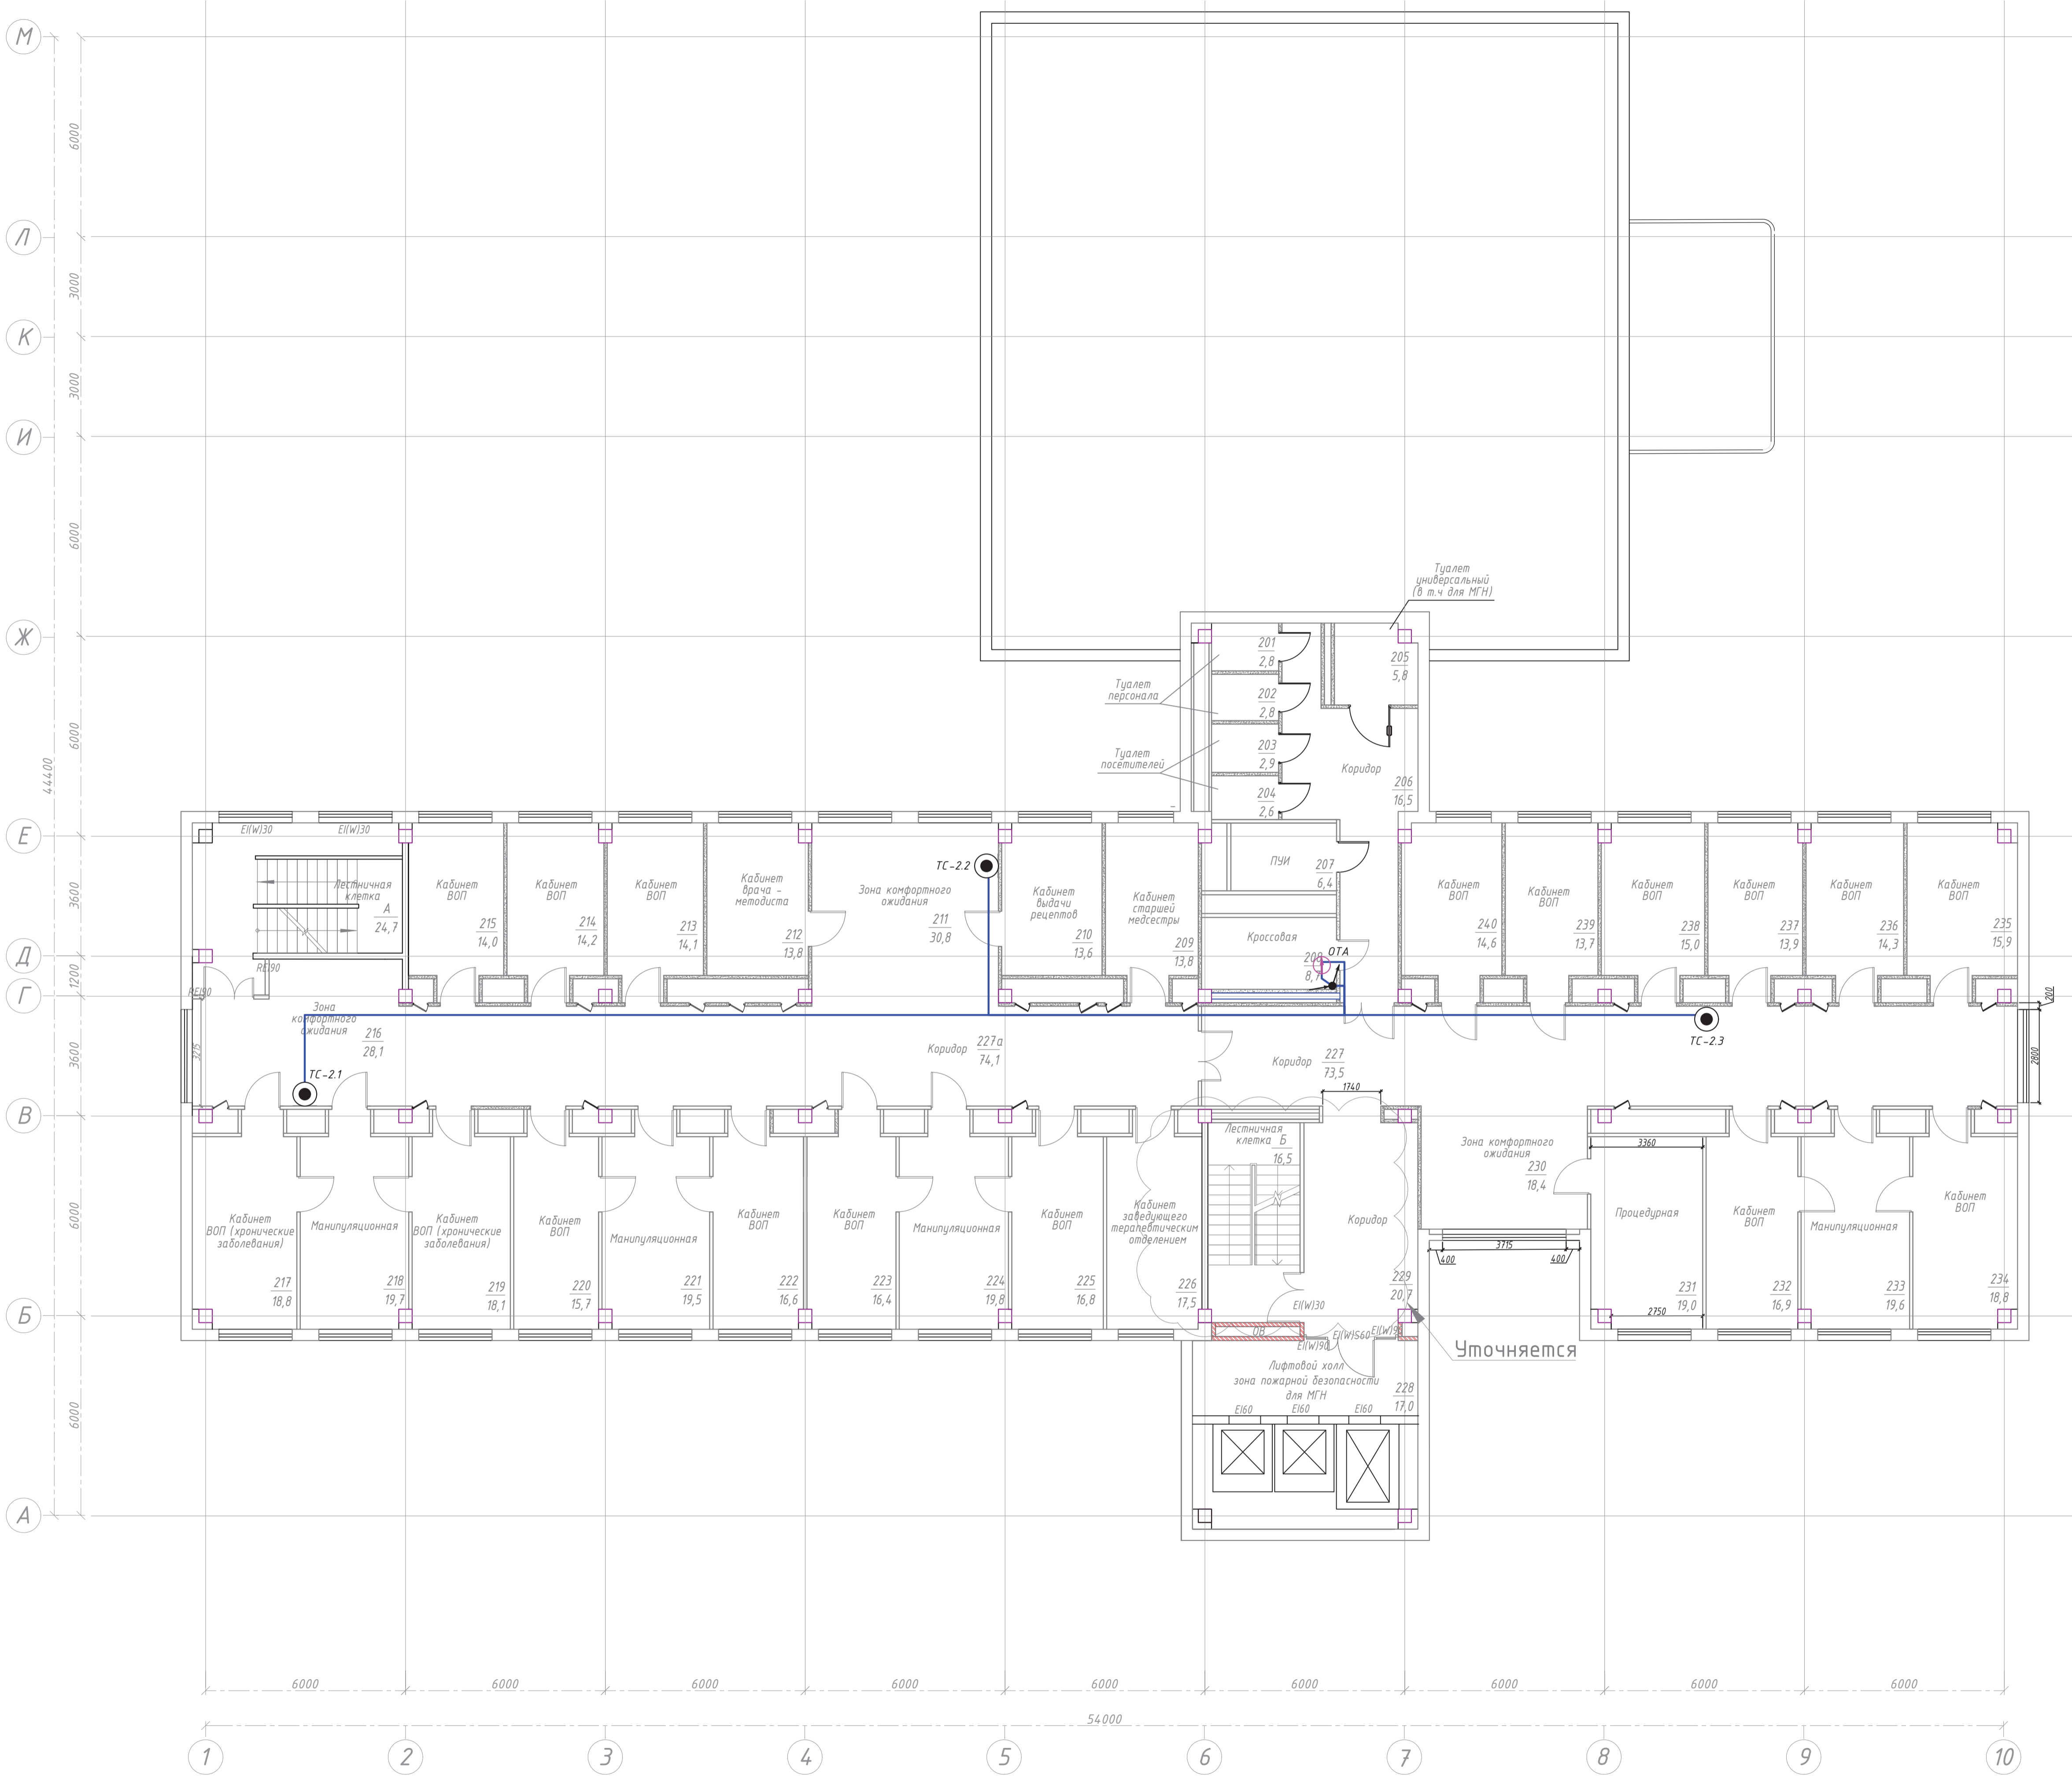 М
Л
К
И
Ж
Е
Д
Г
В
Б
А
6000
3000
3000
6000
6000
3600
1200
3600
6000
6000
44400
Туалет
универсальный
(в т.ч для МГН)
201
2,8
205
5,8
Туалет
персонала
202
2,8
203
2,9
Туалет
посетителей
204
2,6
Коридор
206
16,5
ПУИ
207
6,4
Кроссовая
208
8,7
ОТА
EI(W)30
EI(W)30
Лестничная
клетка
А
24,7
REI90
REI90
Кабинет
ВОП
215
14,0
Кабинет
ВОП
214
14,2
Кабинет
ВОП
213
14,1
Кабинет
врача -
методиста
212
13,8
Зона комфортного
ожидания
211
30,8
ТС-2.2
Кабинет
выдачи
рецептов
210
13,6
Кабинет
старшей
медсестры
209
13,8
Кабинет
ВОП
240
14,6
Кабинет
ВОП
239
13,7
Кабинет
ВОП
238
15,0
Кабинет
ВОП
237
13,9
Кабинет
ВОП
236
14,3
Кабинет
ВОП
235
15,9
Зона
комфортного
ожидания
216
28,1
3215
ТС-2.1
Коридор
227а
74,1
Коридор
227
73,5
1740
ТС-2.3
200
2800
Кабинет
ВОП (хронические
заболевания)
217
18,8
Манипуляционная
218
19,7
Кабинет
ВОП (хронические
заболевания)
219
18,1
Кабинет
ВОП
220
15,7
Манипуляционная
221
19,5
Кабинет
ВОП
222
16,6
Кабинет
ВОП
223
16,4
Манипуляционная
224
19,8
Кабинет
ВОП
225
16,8
Кабинет
заведующего
терапевтическим
отделением
226
17,5
Лестничная
клетка
Б
16,5
Коридор
229
20,7
EI(W)30
ОВ
EI(W)90
EI(W)S60
EI(W)90
Зона комфортного
ожидания
230
18,4
3715
400
400
3360
Процедурная
231
19,0
2750
Кабинет
ВОП
232
16,9
Манипуляционная
233
19,6
Кабинет
ВОП
234
18,8
Уточняется
Лифтовой холл
зона пожарной безопасности
для МГН
228
17,0
EI60
EI60
EI60
6000
6000
6000
6000
6000
6000
6000
6000
6000
54000
1
2
3
4
5
6
7
8
9
10